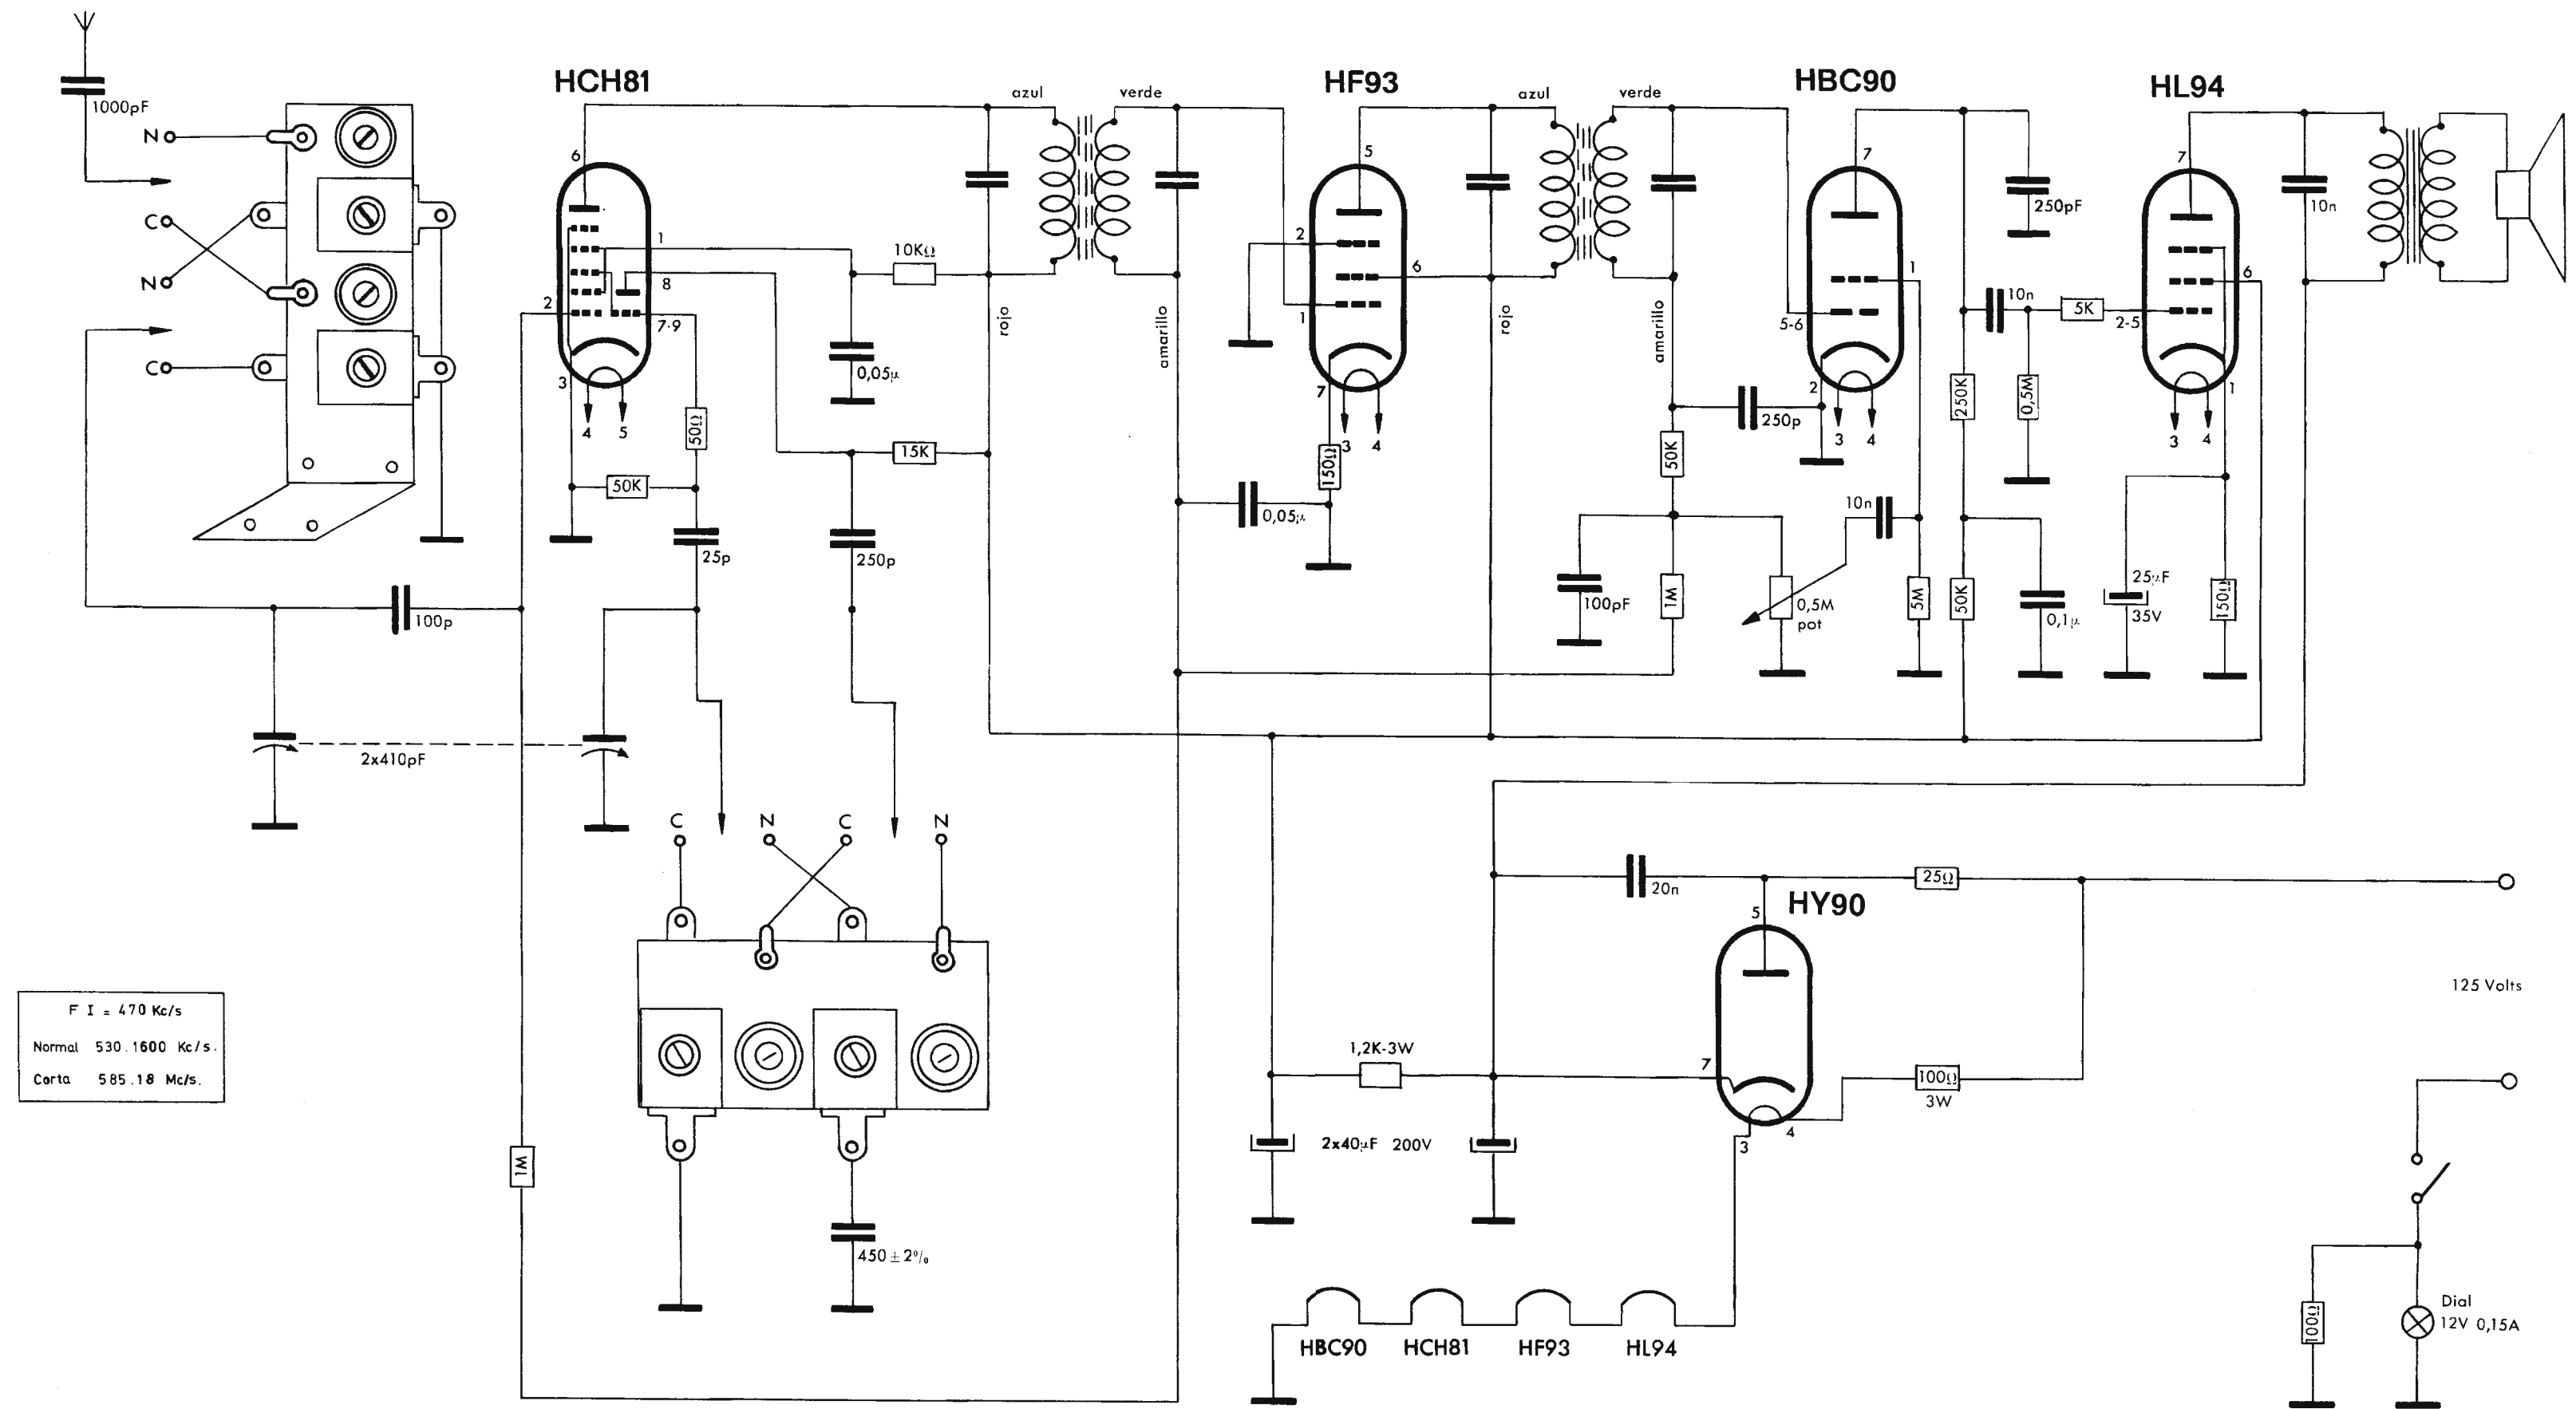 HCH81
HF93
HBC90
HL94
1000pF
azul
verde
azul
verde
N
C
N
C
6
1
8
2
7-9
3
4
5
10KΩ
0,05µ
50Ω
15K
50K
25p
250p
rojo
amarillo
5
2
6
1
7
3
4
150Ω
0,05µ
rojo
amarillo
7
1
5-6
2
3
4
250p
50K
10n
100pF
1M
0,5M
pot
5M
250pF
10n
5K
250K
0,5M
50K
0,1µ
7
6
2-5
1
3
4
10n
25µF
35V
150Ω
100p
2x410pF
C
N
C
N
450±2%
1M
F I = 470 Kc/s
Normal 530.1600 Kc/s.
Corta 585.18 Mc/s.
20n
25Ω
HY90
5
7
3
4
1,2K-3W
100Ω
3W
2x40µF 200V
125 Volts
HBC90
HCH81
HF93
HL94
100Ω
Dial
12V 0,15A